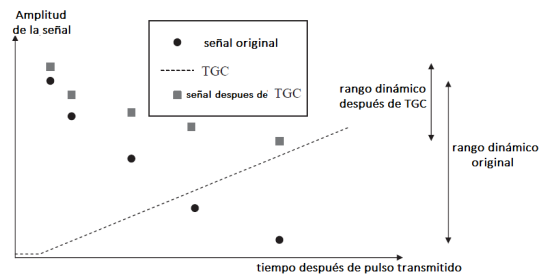 Amplitud
de la señal
señal original
TGC
señal despues de TGC
rango dinámico
después de TGC
rango dinámico
original
tiempo después de pulso transmitido